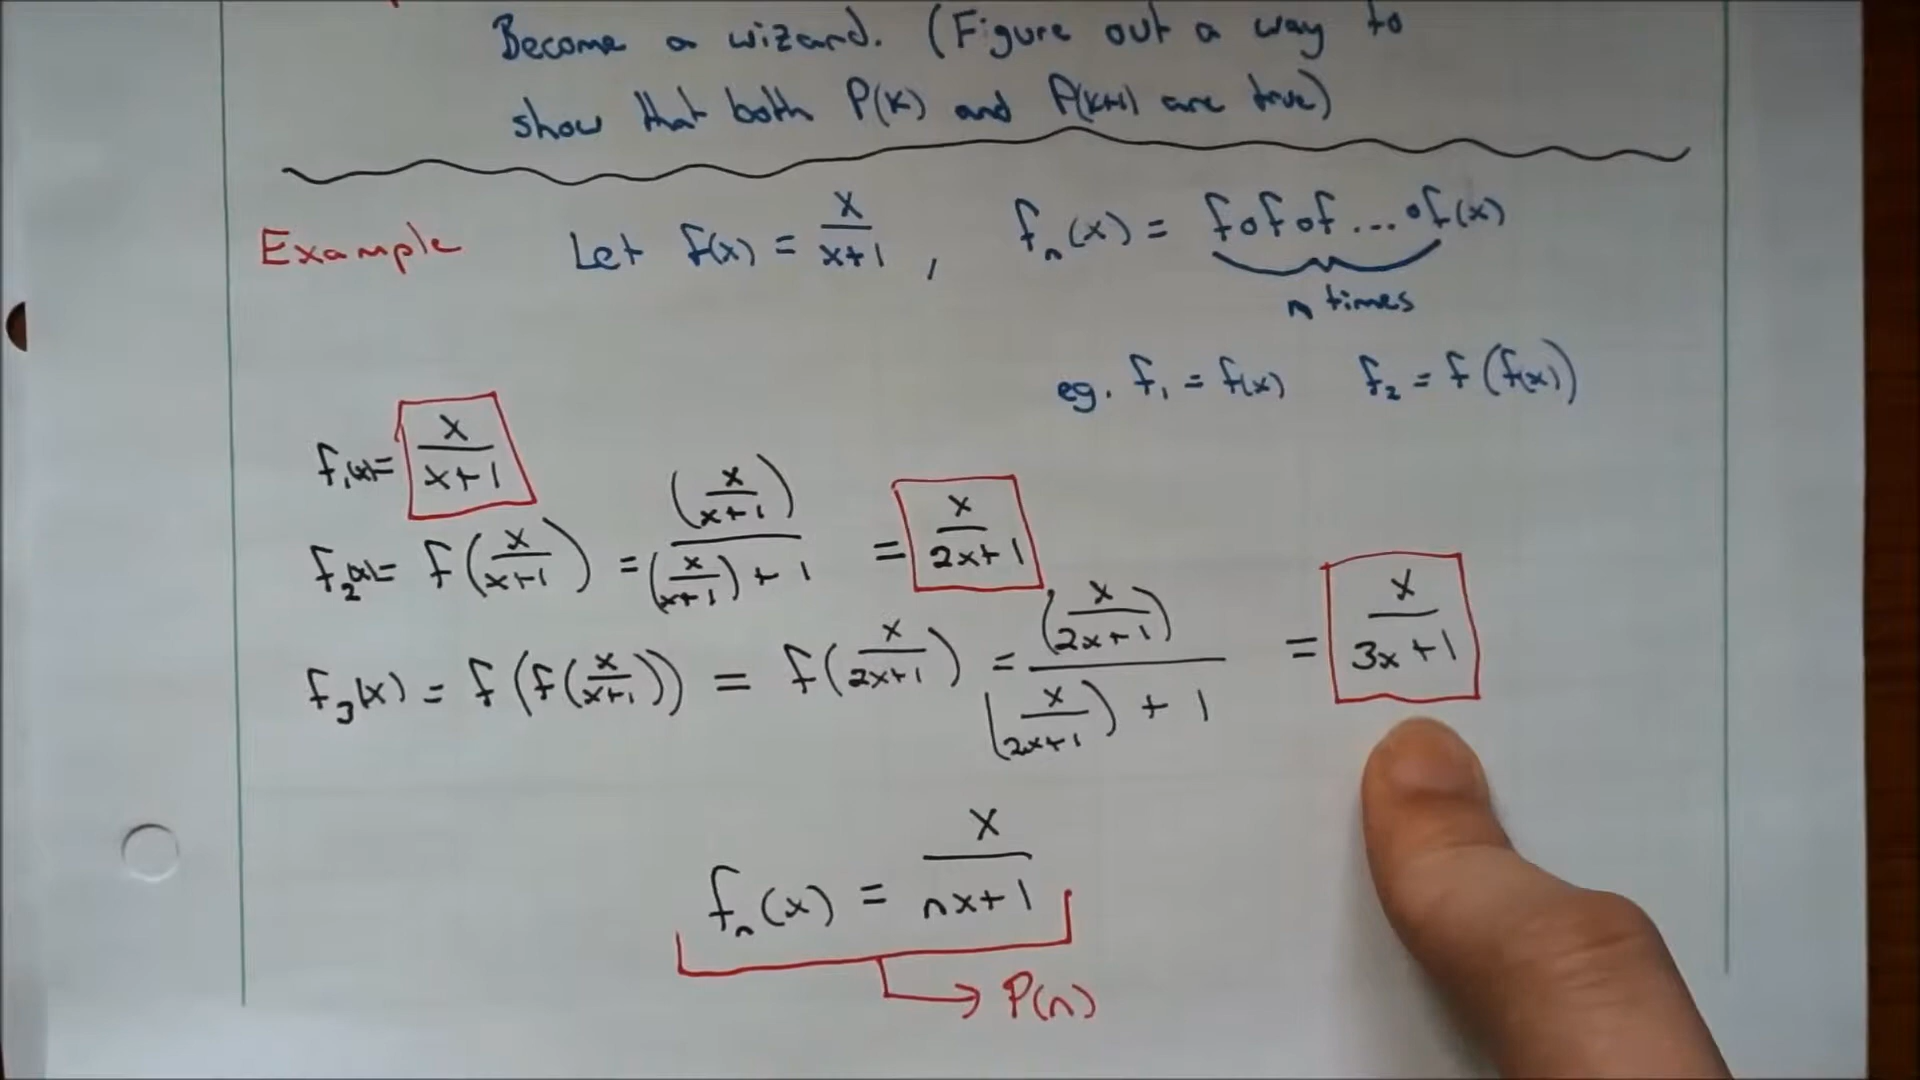 Become a wizard. (Figure out a way to
show that both P(k) and P(k+1) are true)
Example Let f(x) = x/(x+1) , fₙ(x) = f∘f∘f∘...∘f(x)
n times
eg. f₁ = f(x) f₂ = f(f(x))
f₁(x) = x/(x+1)
f₂(x) = f(x/(x+1)) = (x/(x+1))/((x/(x+1)) + 1) = x/(2x+1)
f₃(x) = f(f(x/(x+1))) = f(x/(2x+1)) = (x/(2x+1))/((x/(2x+1)) + 1) = x/(3x+1)
fₙ(x) = x/(nx+1)
→ P(n)